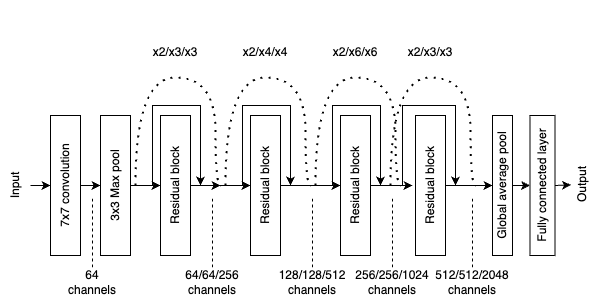 x2/x3/x3
x2/x4/x4
x2/x6/x6
x2/x3/x3
Input
7x7 convolution
3x3 Max pool
Residual block
Residual block
Residual block
Residual block
Global average pool
Fully connected layer
Output
64
channels
64/64/256
channels
128/128/512
channels
256/256/1024
channels
512/512/2048
channels